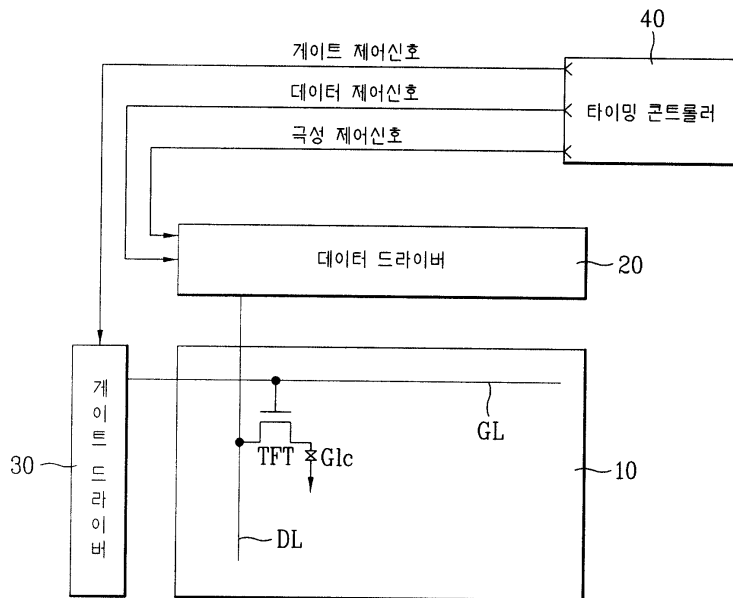 40
게이트 제어신호
데이터 제어신호
타이밍 콘트롤러
극성 제어신호
데이터 드라이버
20
게이트 드라이버
30
GL
TFT
Glc
10
DL